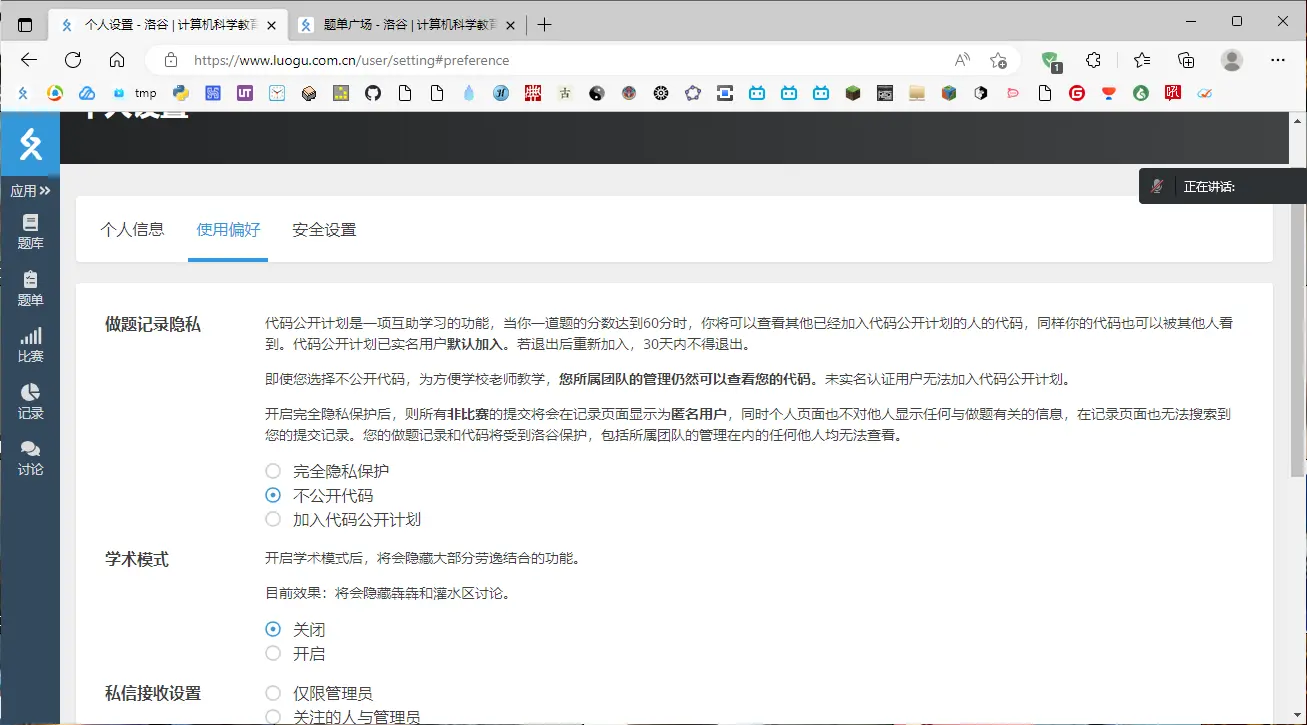 个人设置 - 洛谷 | 计算机科学教育
题单广场 - 洛谷 | 计算机科学教
https://www.luogu.com.cn/user/setting#preference
1
tmp
UT
个人设置
应用
正在讲话:
题库
个人信息
使用偏好
安全设置
题单
比赛
记录
讨论
做题记录隐私
代码公开计划是一项互助学习的功能，当你一道题的分数达到60分时，你将可以查看其他已经加入代码公开计划的人的代码，同样你的代码也可以被其他人看
到。代码公开计划已实名用户默认加入。若退出后重新加入，30天内不得退出。
即使您选择不公开代码，为方便学校老师教学，您所属团队的管理仍然可以查看您的代码。未实名认证用户无法加入代码公开计划。
开启完全隐私保护后，则所有非比赛的提交将会在记录页面显示为匿名用户，同时个人页面也不对他人显示任何与做题有关的信息，在记录页面也无法搜索到
您的提交记录。您的做题记录和代码将受到洛谷保护，包括所属团队的管理在内的任何他人均无法查看。
完全隐私保护
不公开代码
加入代码公开计划
学术模式
开启学术模式后，将会隐藏大部分劳逸结合的功能。
目前效果：将会隐藏犇犇和灌水区讨论。
关闭
开启
私信接收设置
仅限管理员
关注的人与管理员